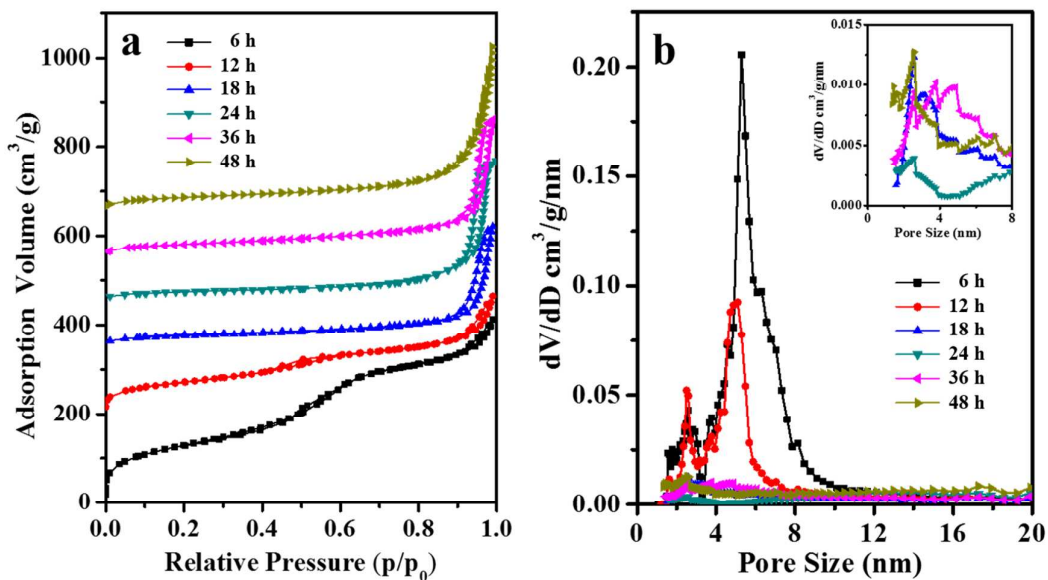 a
6 h
12 h
18 h
24 h
36 h
48 h
1000
800
600
400
200
0
0.0 0.2 0.4 0.6 0.8 1.0
Adsorption Volume (cm³/g)
Relative Pressure (p/p₀)
b
0.20
0.15
0.10
0.05
0.00
0 4 8 12 16 20
dV/dD cm³/g/nm
Pore Size (nm)
6 h
12 h
18 h
24 h
36 h
48 h
0.015
0.010
0.005
0.000
0 4 8
dV/dD cm³/g/nm
Pore Size (nm)